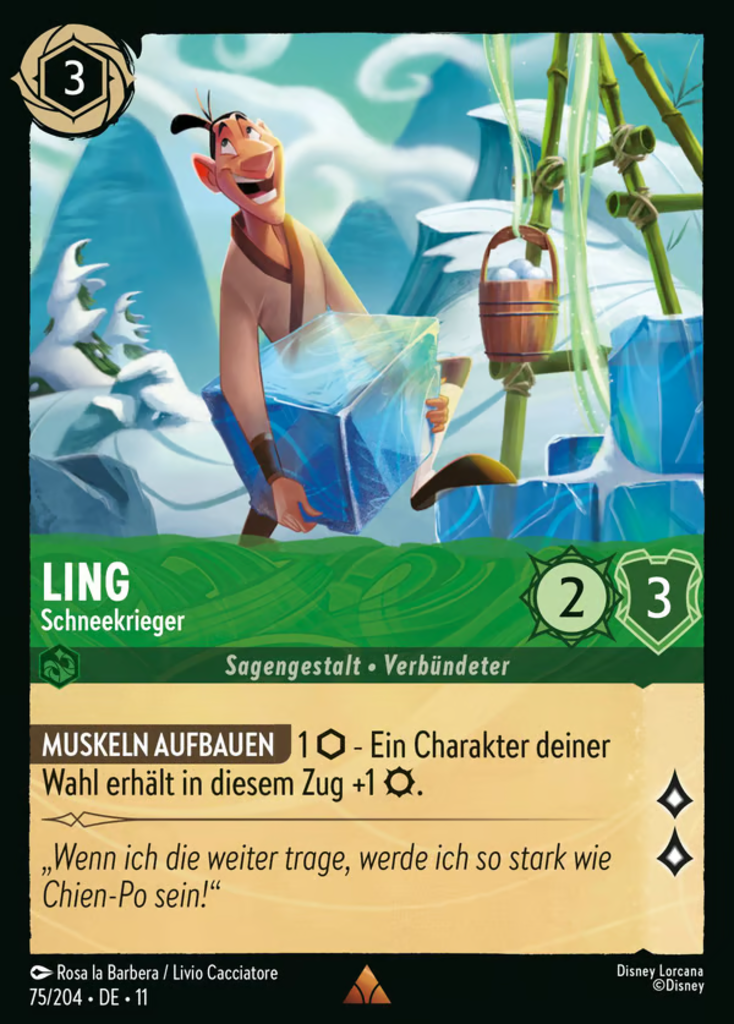 3
LING
Schneekrieger
2
3
Sagengestalt • Verbündeter
MUSKELN AUFBAUEN 1 ⬡ - Ein Charakter deiner
Wahl erhält in diesem Zug +1 ¤.
„Wenn ich die weiter trage, werde ich so stark wie
Chien-Po sein!“
Rosa la Barbera / Livio Cacciatore
75/204 • DE • 11
Disney Lorcana
©Disney